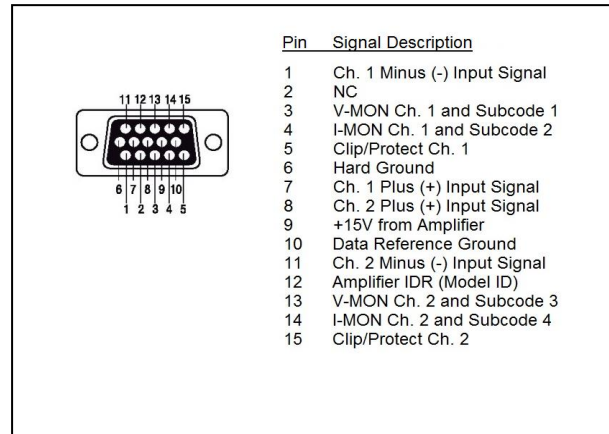 Pin Signal Description
1 Ch. 1 Minus (-) Input Signal
2 NC
3 V-MON Ch. 1 and Subcode 1
4 I-MON Ch. 1 and Subcode 2
5 Clip/Protect Ch. 1
6 Hard Ground
7 Ch. 1 Plus (+) Input Signal
8 Ch. 2 Plus (+) Input Signal
9 +15V from Amplifier
10 Data Reference Ground
11 Ch. 2 Minus (-) Input Signal
12 Amplifier IDR (Model ID)
13 V-MON Ch. 2 and Subcode 3
14 I-MON Ch. 2 and Subcode 4
15 Clip/Protect Ch. 2
11 12 13 14 15
6 7 8 9 10
1 2 3 4 5